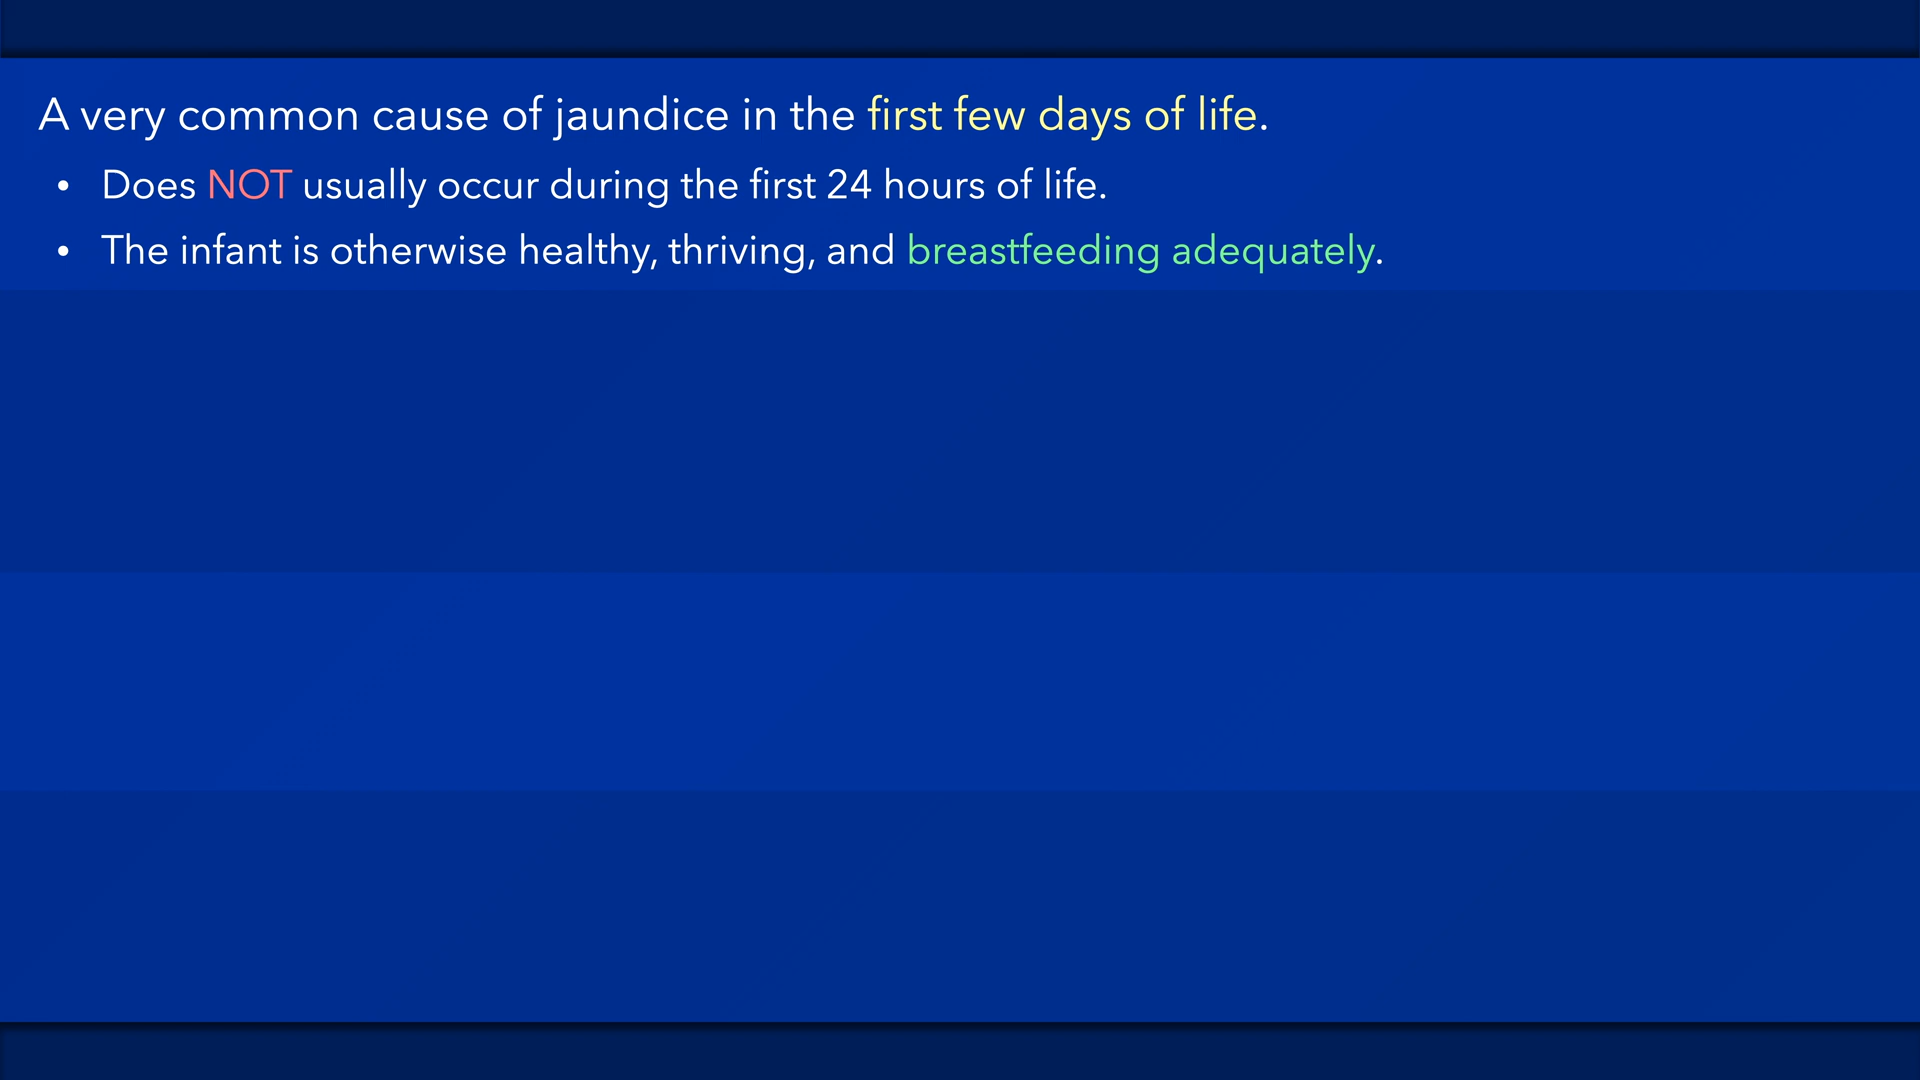 A very common cause of jaundice in the first few days of life.
• Does NOT usually occur during the first 24 hours of life.
• The infant is otherwise healthy, thriving, and breastfeeding adequately.